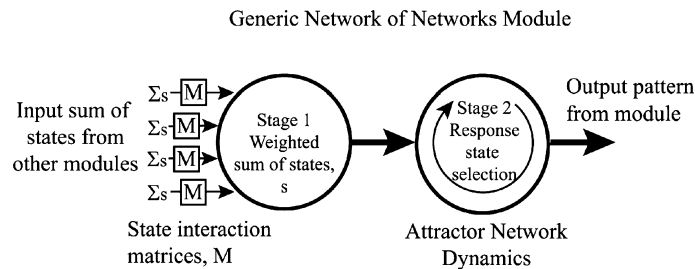 Generic Network of Networks Module
Input sum of
states from
other modules
Σs M
Σs M
Σs M
Σs M
State interaction
matrices, M
Stage 1
Weighted
sum of states,
s
Stage 2
Response
state
selection
Attractor Network
Dynamics
Output pattern
from module